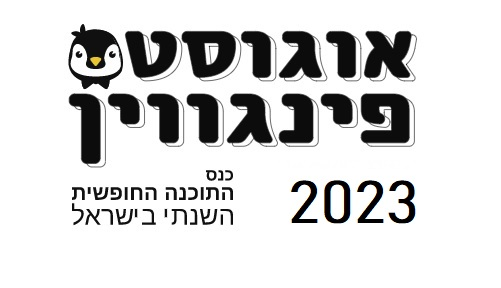 אוגוסט
פינגווין
כנס
התוכנה החופשית
השנתי בישראל
2023